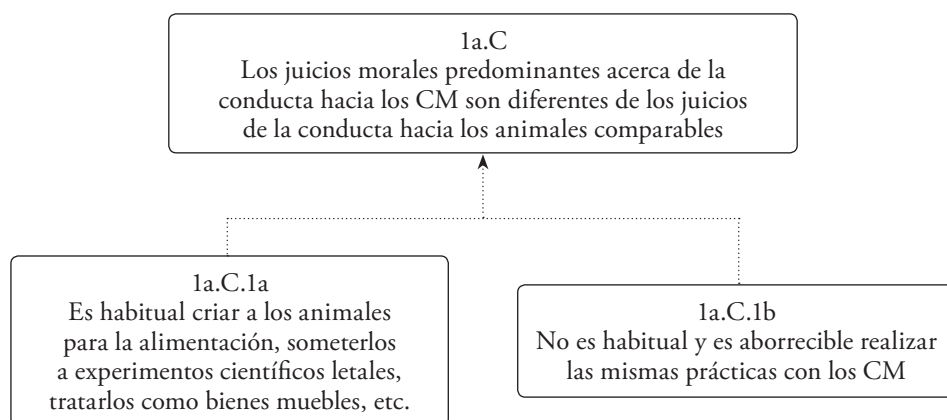 1a.C
Los juicios morales predominantes acerca de la
conducta hacia los CM son diferentes de los juicios
de la conducta hacia los animales comparables
1a.C.1a
Es habitual criar a los animales
para la alimentación, someterlos
a experimentos científicos letales,
tratarlos como bienes muebles, etc.
1a.C.1b
No es habitual y es aborrecible realizar
las mismas prácticas con los CM